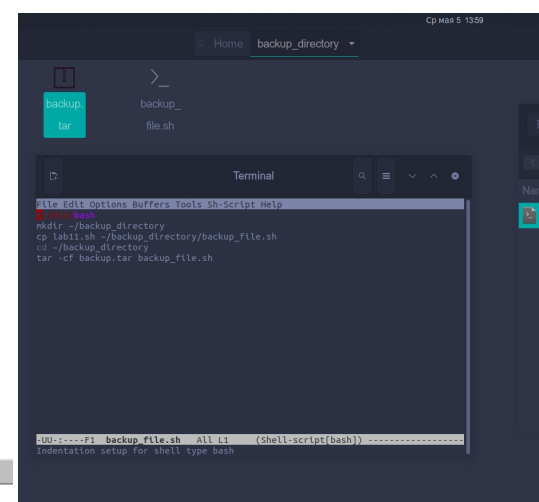 Ср мая 5 13:59
Home backup_directory
backup.
tar
backup_
file.sh
Terminal
File Edit Options Buffers Tools Sh-Script Help
bash
mkdir ~/backup_directory
cp lab11.sh ~/backup_directory/backup_file.sh
cd ~/backup_directory
tar -cf backup.tar backup_file.sh
-UU-:----F1 backup_file.sh All L1 (Shell-script[bash]) ------------------
Indentation setup for shell type bash